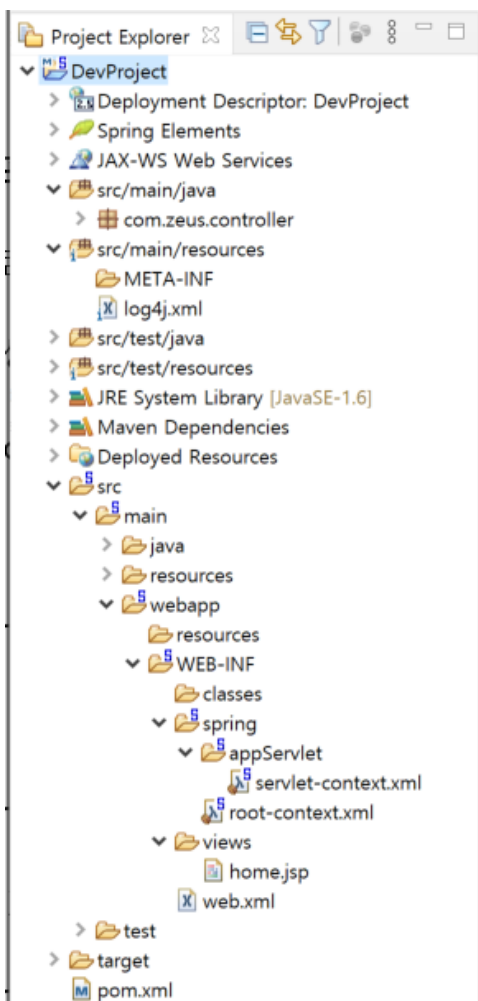 Project Explorer
DevProject
Deployment Descriptor: DevProject
Spring Elements
JAX-WS Web Services
src/main/java
com.zeus.controller
src/main/resources
META-INF
log4j.xml
src/test/java
src/test/resources
JRE System Library [JavaSE-1.6]
Maven Dependencies
Deployed Resources
src
main
java
resources
webapp
resources
WEB-INF
classes
spring
appServlet
servlet-context.xml
root-context.xml
views
home.jsp
web.xml
test
target
pom.xml